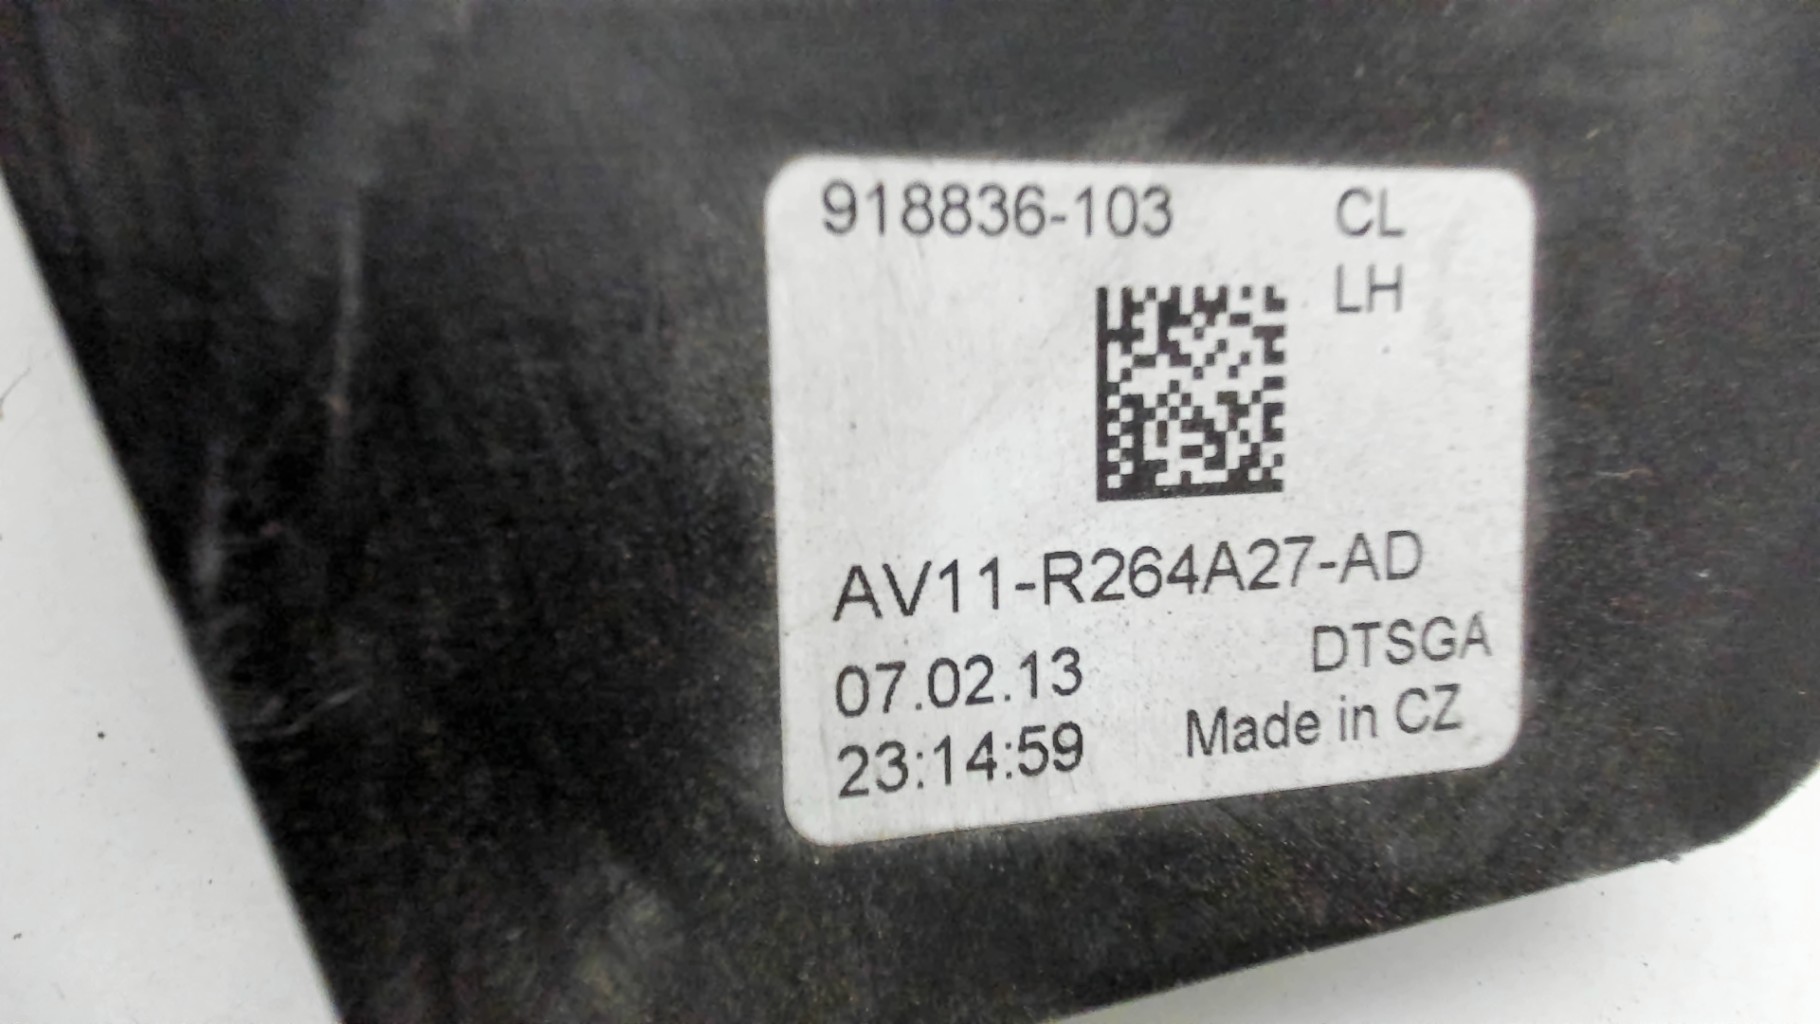 918836-103 CL
LH
AV11-R264A27-AD
07.02.13 DTSGA
23:14:59 Made in CZ